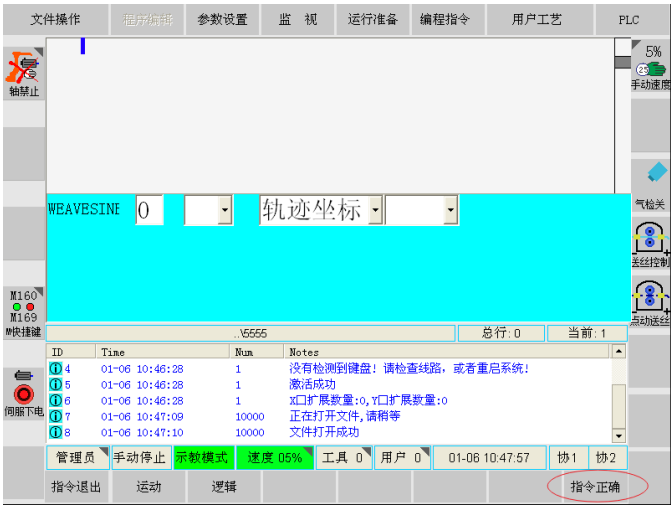 文件操作 程序编辑 参数设置 监 视 运行准备 编程指令 用户工艺 PLC
轴禁止
5%
25
手动速度
气检关
WEAVESINE 0 轨迹坐标
送丝控制
M160
M169
M快捷键
点动送丝
..\5555 总行:0 当前:1
ID Time Num Notes
4 01-06 10:46:28 1 没有检测到键盘！请检查线路，或者重启系统！
5 01-06 10:46:28 1 激活成功
6 01-06 10:46:28 1 X口扩展数量:0,Y口扩展数量:0
7 01-06 10:47:09 10000 正在打开文件,请稍等
8 01-06 10:47:10 10000 文件打开成功
伺服下电
管理员 手动停止 示教模式 速度 05% 工具 0 用户 0 01-06 10:47:57 协1 协2
指令退出 运动 逻辑 指令正确